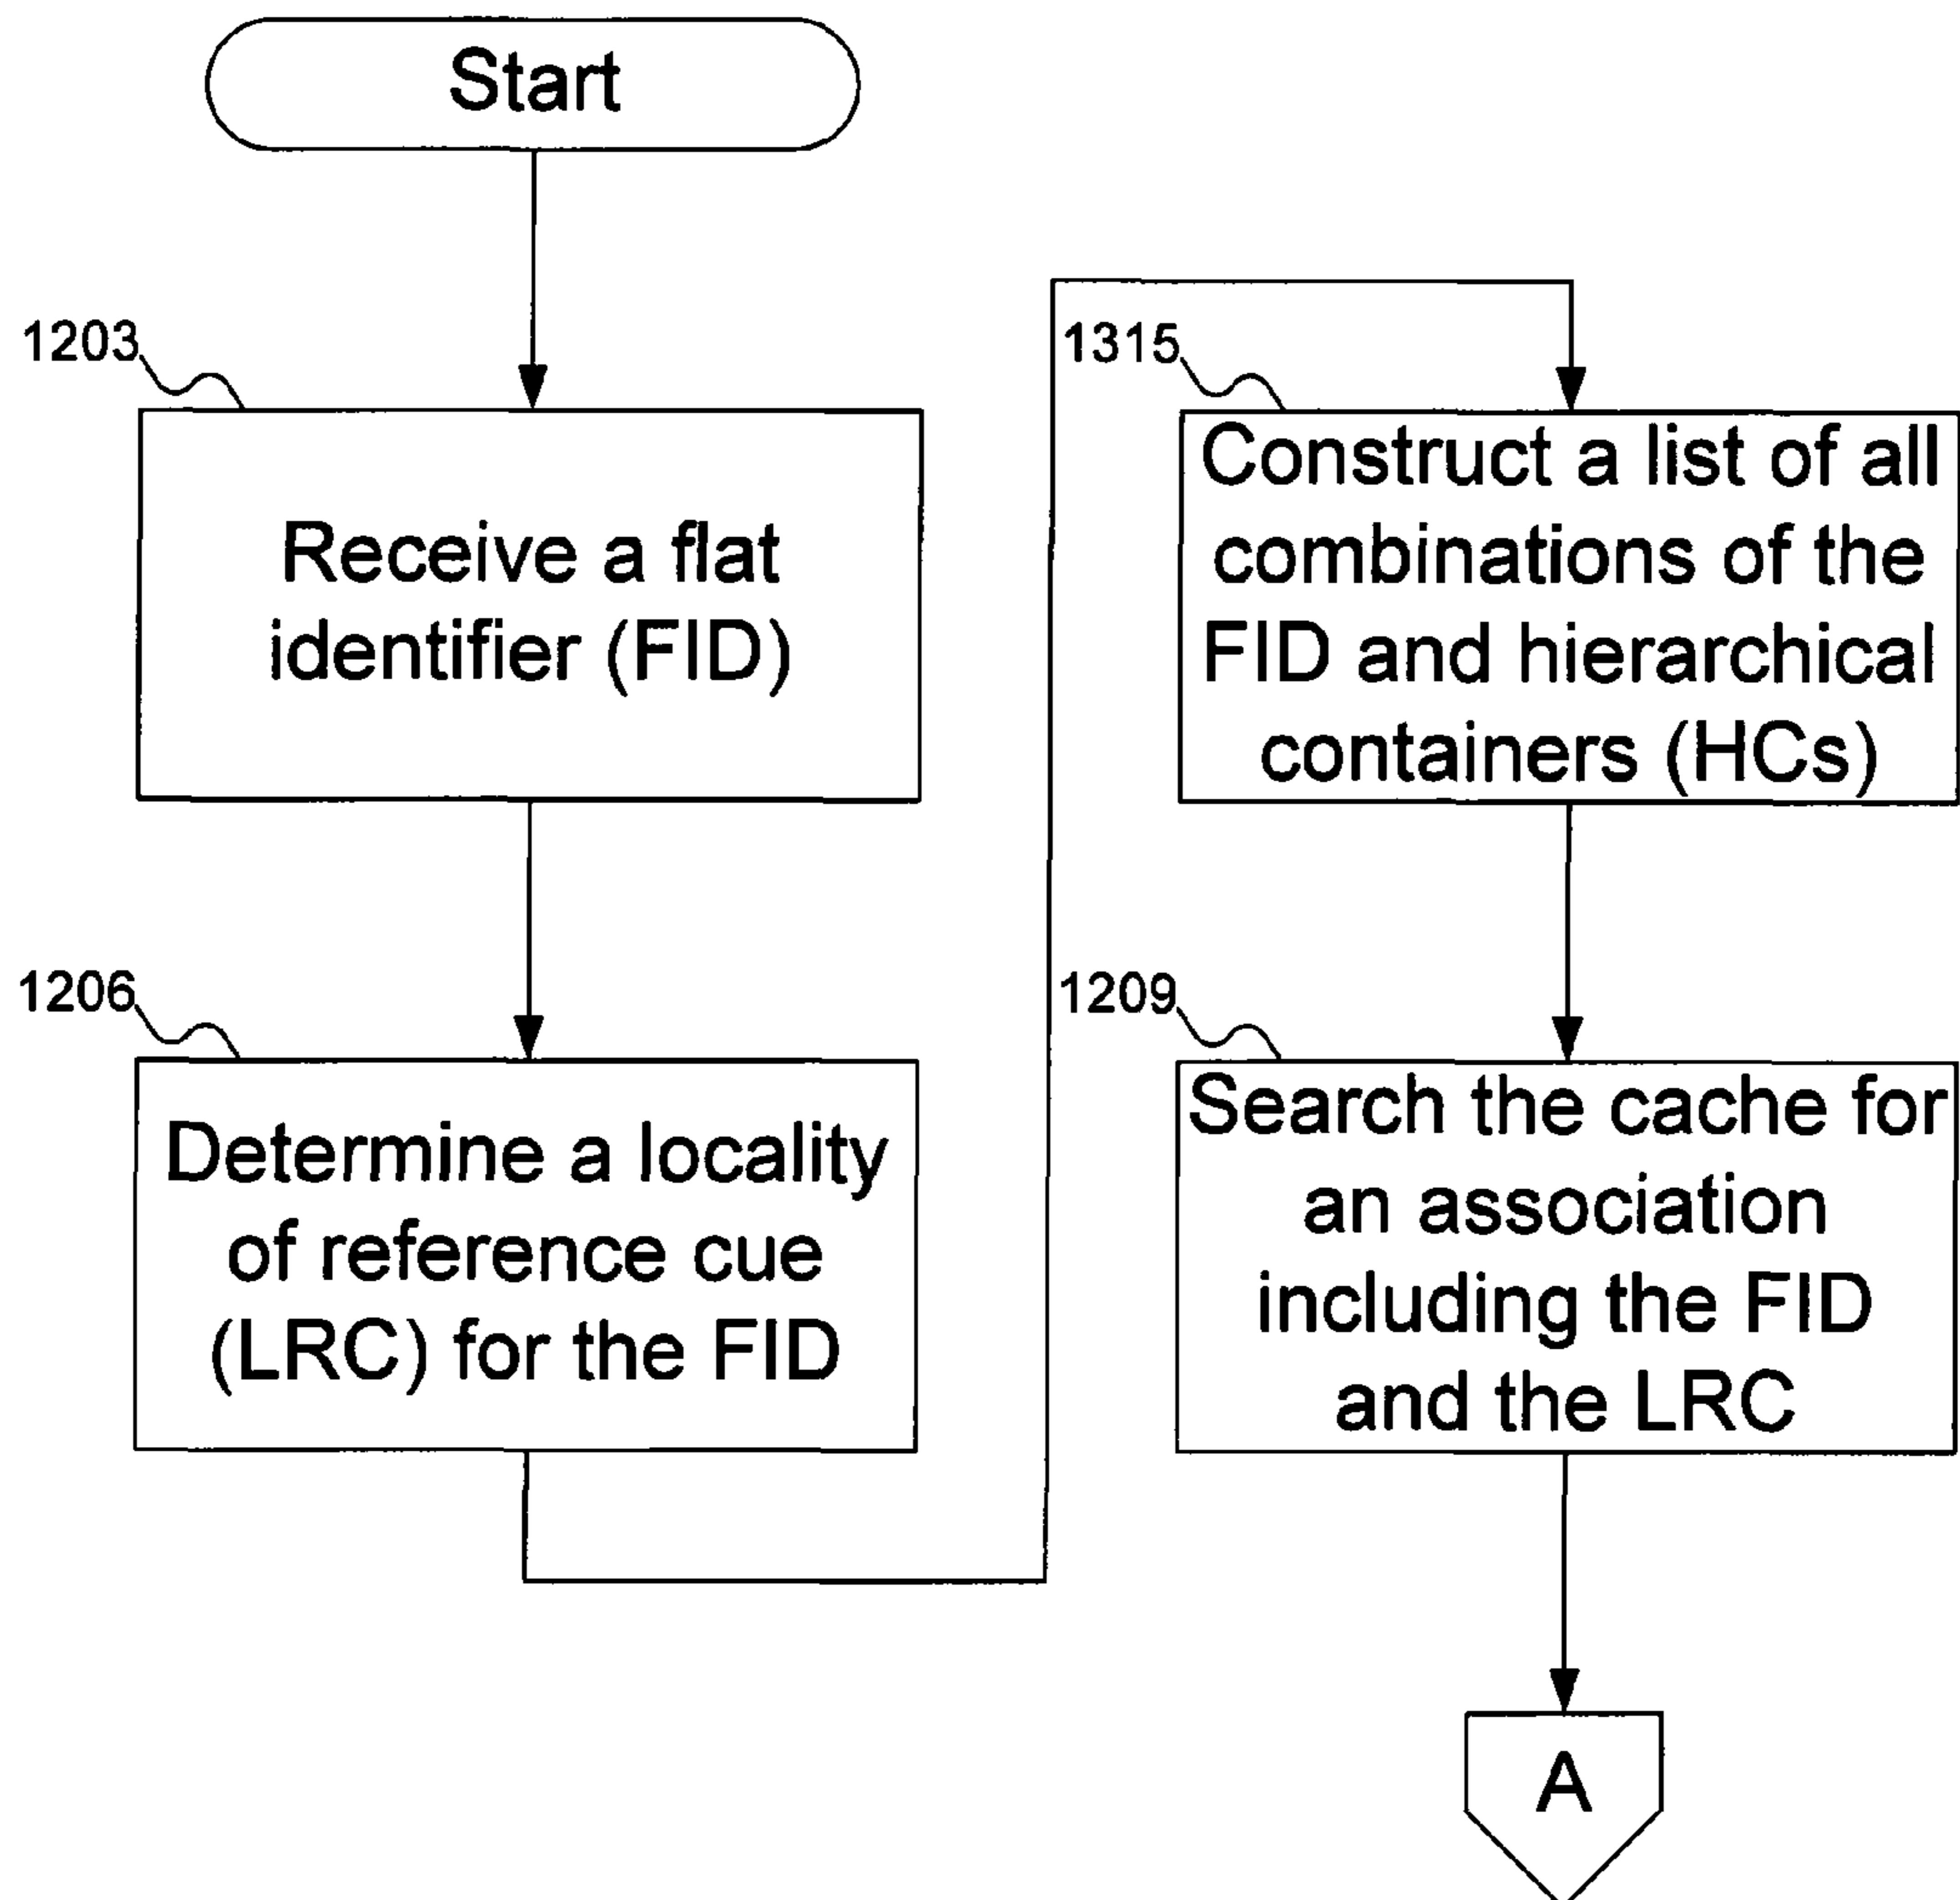 Start
1203
Receive a flat
identifier (FID)
1206
Determine a locality
of reference cue
(LRC) for the FID
1315
Construct a list of all
combinations of the
FID and hierarchical
containers (HCs)
1209
Search the cache for
an association
including the FID
and the LRC
A